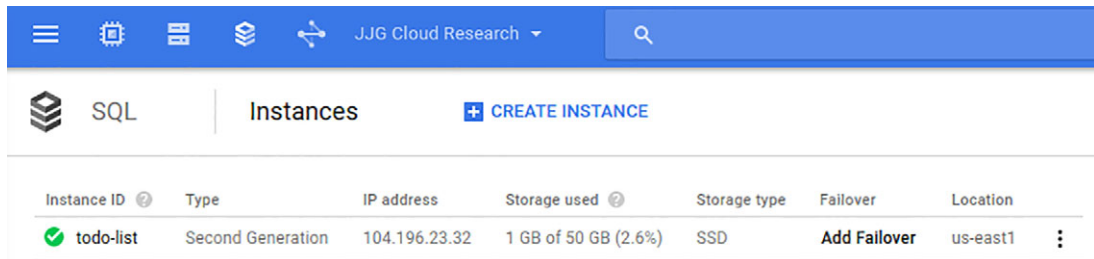 JJG Cloud Research
SQL Instances CREATE INSTANCE
Instance ID Type IP address Storage used Storage type Failover Location
todo-list Second Generation 104.196.23.32 1 GB of 50 GB (2.6%) SSD Add Failover us-east1